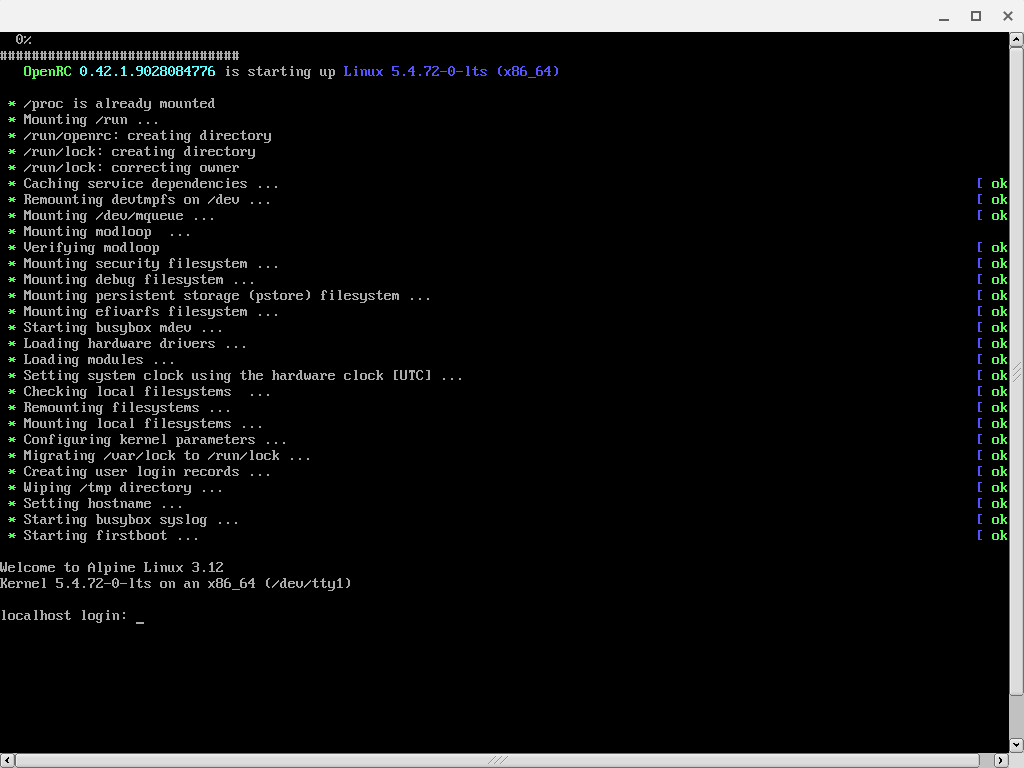 0%
##############################
OpenRC 0.42.1.9028084776 is starting up Linux 5.4.72-0-lts (x86_64)
* /proc is already mounted
* Mounting /run ...
* /run/openrc: creating directory
* /run/lock: creating directory
* /run/lock: correcting owner
* Caching service dependencies ... [ ok
* Remounting devtmpfs on /dev ... [ ok
* Mounting /dev/mqueue ... [ ok
* Mounting modloop  ...
* Verifying modloop [ ok
* Mounting security filesystem ... [ ok
* Mounting debug filesystem ... [ ok
* Mounting persistent storage (pstore) filesystem ... [ ok
* Mounting efivarfs filesystem ... [ ok
* Starting busybox mdev ... [ ok
* Loading hardware drivers ... [ ok
* Loading modules ... [ ok
* Setting system clock using the hardware clock [UTC] ... [ ok
* Checking local filesystems  ... [ ok
* Remounting filesystems ... [ ok
* Mounting local filesystems ... [ ok
* Configuring kernel parameters ... [ ok
* Migrating /var/lock to /run/lock ... [ ok
* Creating user login records ... [ ok
* Wiping /tmp directory ... [ ok
* Setting hostname ... [ ok
* Starting busybox syslog ... [ ok
* Starting firstboot ... [ ok
Welcome to Alpine Linux 3.12
Kernel 5.4.72-0-lts on an x86_64 (/dev/tty1)
localhost login: _